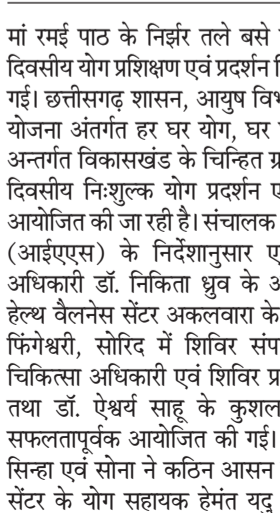 मां रमई पाठ के निर्झर तले बसे
दिवसीय योग प्रशिक्षण एवं प्रदर्शन
गई। छत्तीसगढ़ शासन, आयुष
योजना अंतर्गत हर घर योग, घर
अन्तर्गत विकासखंड के चिन्हित
दिवसीय निःशुल्क योग प्रदर्शन
आयोजित की जा रही है। संचालक
(आईएएस) के निर्देशानुसार
अधिकारी डॉ. निकिता ध्रुव के
हेल्थ वैलनेस सेंटर अकलवारा के
फिंगेश्वरी, सोरिद में शिविर
चिकित्सा अधिकारी एवं शिविर
तथा डॉ. ऐश्वर्य साहू के
सफलतापूर्वक आयोजित की गई।
सिन्हा एवं सोना ने कठिन आसन
सेंटर के योग सहायक हेमंत यदु